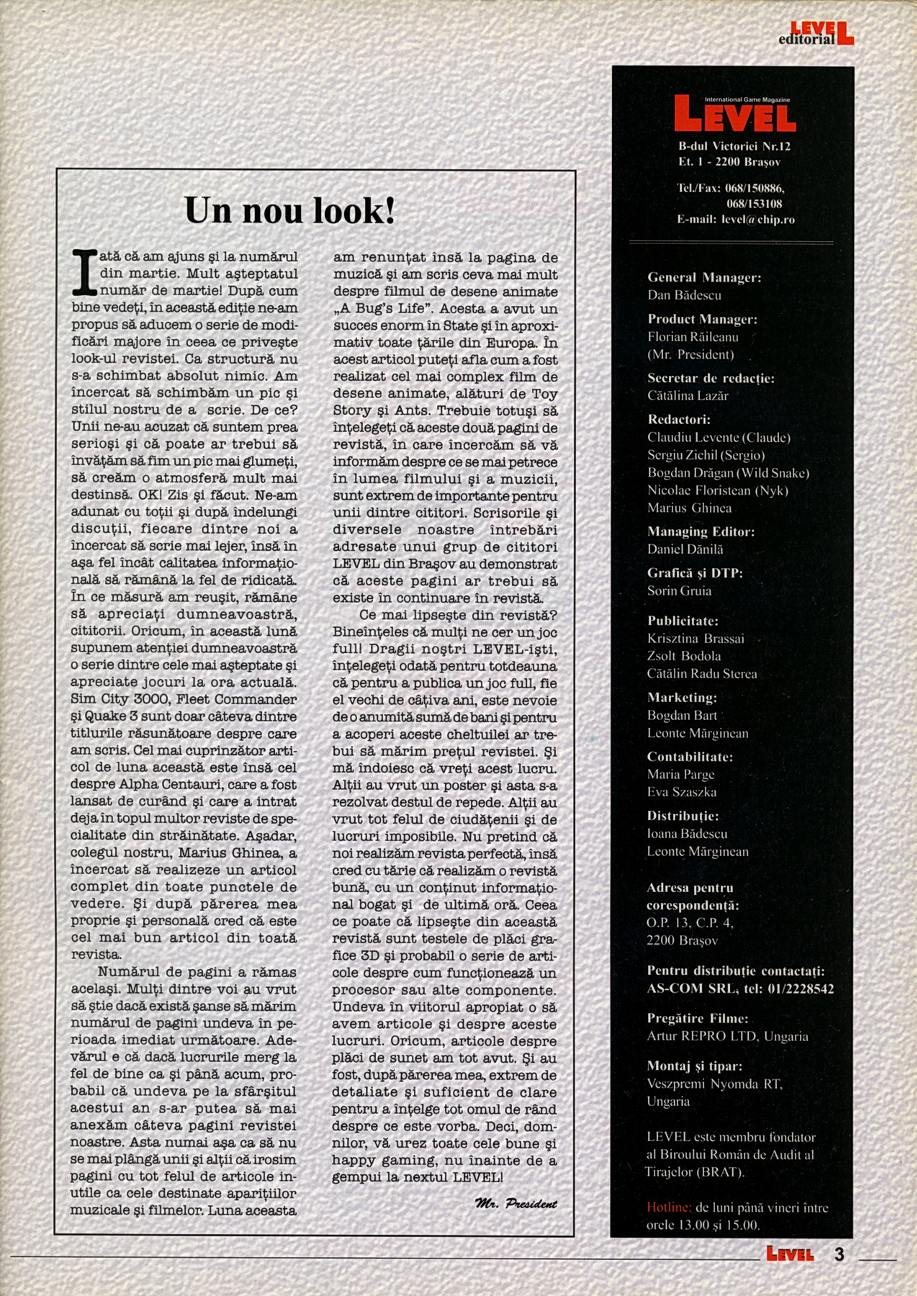 LEVEL
editorial
Un nou look!
Iată că am ajuns și la numărul
din martie. Mult așteptatul
număr de martie! După cum
bine vedeți, în această ediție ne-am
propus să aducem o serie de modi-
ficări majore în ceea ce privește
look-ul revistei. Ca structură nu
s-a schimbat absolut nimic. Am
încercat să schimbăm un pic și
stilul nostru de a scrie. De ce?
Unii ne-au acuzat că suntem prea
serioși și că poate ar trebui să
învățăm să fim un pic mai glumeți,
să creăm o atmosferă mult mai
destinsă. OK! Zis și făcut. Ne-am
adunat cu toții și după îndelungi
discuții, fiecare dintre noi a
încercat să scrie mai lejer, însă în
așa fel încât calitatea informațio-
nală să rămână la fel de ridicată.
În ce măsură am reușit, rămâne
să apreciați dumneavoastră,
cititorii. Oricum, în această lună
supunem atenției dumneavoastră
o serie dintre cele mai așteptate și
apreciate jocuri la ora actuală.
Sim City 3000, Fleet Commander
și Quake 3 sunt doar câteva dintre
titlurile răsunătoare despre care
am scris. Cel mai cuprinzător arti-
col de luna aceasta este însă cel
despre Alpha Centauri, care a fost
lansat de curând și care a intrat
deja în topul multor reviste de spe-
cialitate din străinătate. Așadar,
colegul nostru, Marius Ghinea, a
încercat să realizeze un articol
complet din toate punctele de
vedere. Și după părerea mea
proprie și personală cred că este
cel mai bun articol din toată
revista.
Numărul de pagini a rămas
același. Mulți dintre voi au vrut
să știe dacă există șanse să mărim
numărul de pagini undeva în pe-
rioada imediat următoare. Ade-
vărul e că dacă lucrurile merg la
fel de bine ca și până acum, pro-
babil că undeva pe la sfârșitul
acestui an s-ar putea să mai
anexăm câteva pagini revistei
noastre. Asta numai așa ca să nu
se mai plângă unii și alții că irosim
pagini cu tot felul de articole in-
utile ca cele destinate aparițiilor
muzicale și filmelor. Luna aceasta
am renunțat însă la pagina de
muzică și am scris ceva mai mult
despre filmul de desene animate
„A Bug's Life”. Acesta a avut un
succes enorm în State și în aproxi-
mativ toate țările din Europa. În
acest articol puteți afla cum a fost
realizat cel mai complex film de
desene animate, alături de Toy
Story și Ants. Trebuie totuși să
înțelegeți că aceste două pagini de
revistă, în care încercăm să vă
informăm despre ce se mai petrece
în lumea filmului și a muzicii,
sunt extrem de importante pentru
unii dintre cititori. Scrisorile și
diversele noastre întrebări
adresate unui grup de cititori
LEVEL din Brașov au demonstrat
că aceste pagini ar trebui să
existe în continuare în revistă.
Ce mai lipsește din revistă?
Bineînțeles că mulți ne cer un joc
full! Dragii noștri LEVEL-iști,
înțelegeți odată pentru totdeauna
că pentru a publica un joc full, fie
el vechi de câțiva ani, este nevoie
de o anumită sumă de bani și pentru
a acoperi aceste cheltuilei ar tre-
bui să mărim prețul revistei. Și
mă îndoiesc că vreți acest lucru.
Alții au vrut un poster și asta s-a
rezolvat destul de repede. Alții au
vrut tot felul de ciudățenii și de
lucruri imposibile. Nu pretind că
noi realizăm revista perfectă, însă
cred cu tărie că realizăm o revistă
bună, cu un conținut informațio-
nal bogat și de ultimă oră. Ceea
ce poate că lipsește din această
revistă sunt testele de plăci gra-
fice 3D și probabil o serie de arti-
cole despre cum funcționează un
procesor sau alte componente.
Undeva în viitorul apropiat o să
avem articole și despre aceste
lucruri. Oricum, articole despre
plăci de sunet am tot avut. Și au
fost, după părerea mea, extrem de
detaliate și suficient de clare
pentru a înțelge tot omul de rând
despre ce este vorba. Deci, dom-
nilor, vă urez toate cele bune și
happy gaming, nu înainte de a
gempui la nextul LEVEL!
Mr. President
International Game Magazine
LEVEL
B-dul Victoriei Nr.12
Et. 1 - 2200 Brașov
Tel./Fax: 068/150886,
068/153108
E-mail: level@chip.ro
General Manager:
Dan Bădescu
Product Manager:
Florian Răileanu
(Mr. President)
Secretar de redacție:
Cătălina Lazăr
Redactori:
Claudiu Levente (Claude)
Sergiu Zichil (Sergio)
Bogdan Drăgan (Wild Snake)
Nicolae Floristean (Nyk)
Marius Ghinea
Managing Editor:
Daniel Dănilă
Grafică și DTP:
Sorin Gruia
Publicitate:
Krisztina Brassai
Zsolt Bodola
Cătălin Radu Sterea
Marketing:
Bogdan Bart
Leonte Mărginean
Contabilitate:
Maria Parge
Eva Szaszka
Distribuție:
Ioana Bădescu
Leonte Mărginean
Adresa pentru
corespondență:
O.P. 13, C.P. 4,
2200 Brașov
Pentru distribuție contactați:
AS-COM SRL, tel: 01/2228542
Pregătire Filme:
Artur REPRO LTD, Ungaria
Montaj și tipar:
Veszpremi Nyomda RT,
Ungaria
LEVEL este membru fondator
al Biroului Român de Audit al
Tirajelor (BRAT).
Hotline: de luni până vineri între
orele 13.00 și 15.00.
LEVEL 3